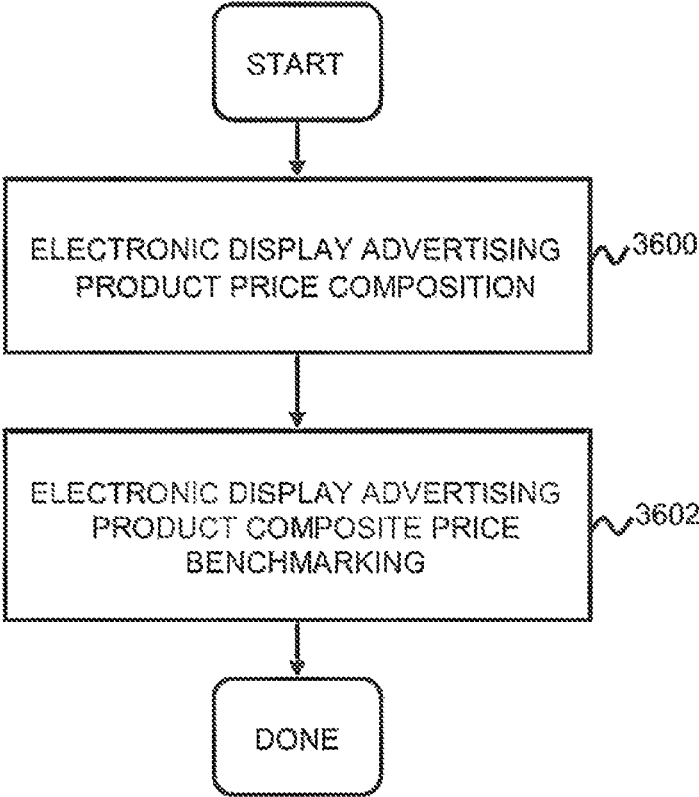 START
ELECTRONIC DISPLAY ADVERTISING
PRODUCT PRICE COMPOSITION
3600
ELECTRONIC DISPLAY ADVERTISING
PRODUCT COMPOSITE PRICE
BENCHMARKING
3602
DONE